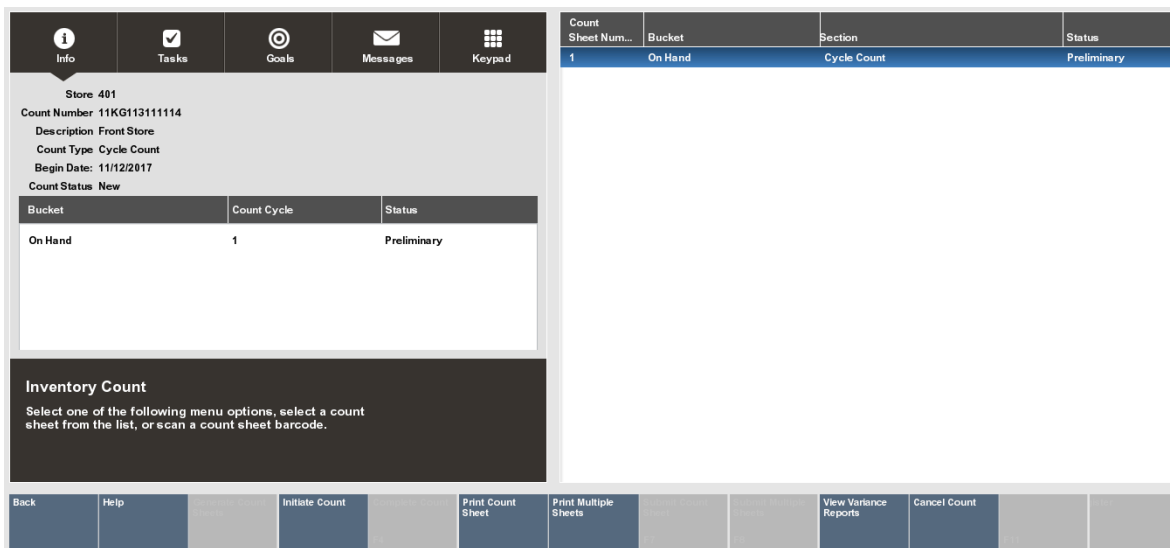 Info
Tasks
Goals
Messages
Keypad
Store 401
Count Number 11KG113111114
Description Front Store
Count Type Cycle Count
Begin Date: 11/12/2017
Count Status New
Bucket Count Cycle Status
On Hand 1 Preliminary
Inventory Count
Select one of the following menu options, select a count
sheet from the list, or scan a count sheet barcode.
Count
Sheet Num... Bucket Section Status
1 On Hand Cycle Count Preliminary
Back
Help
Initiate Count
Print Count
Sheet
Print Multiple
Sheets
View Variance
Reports
Cancel Count